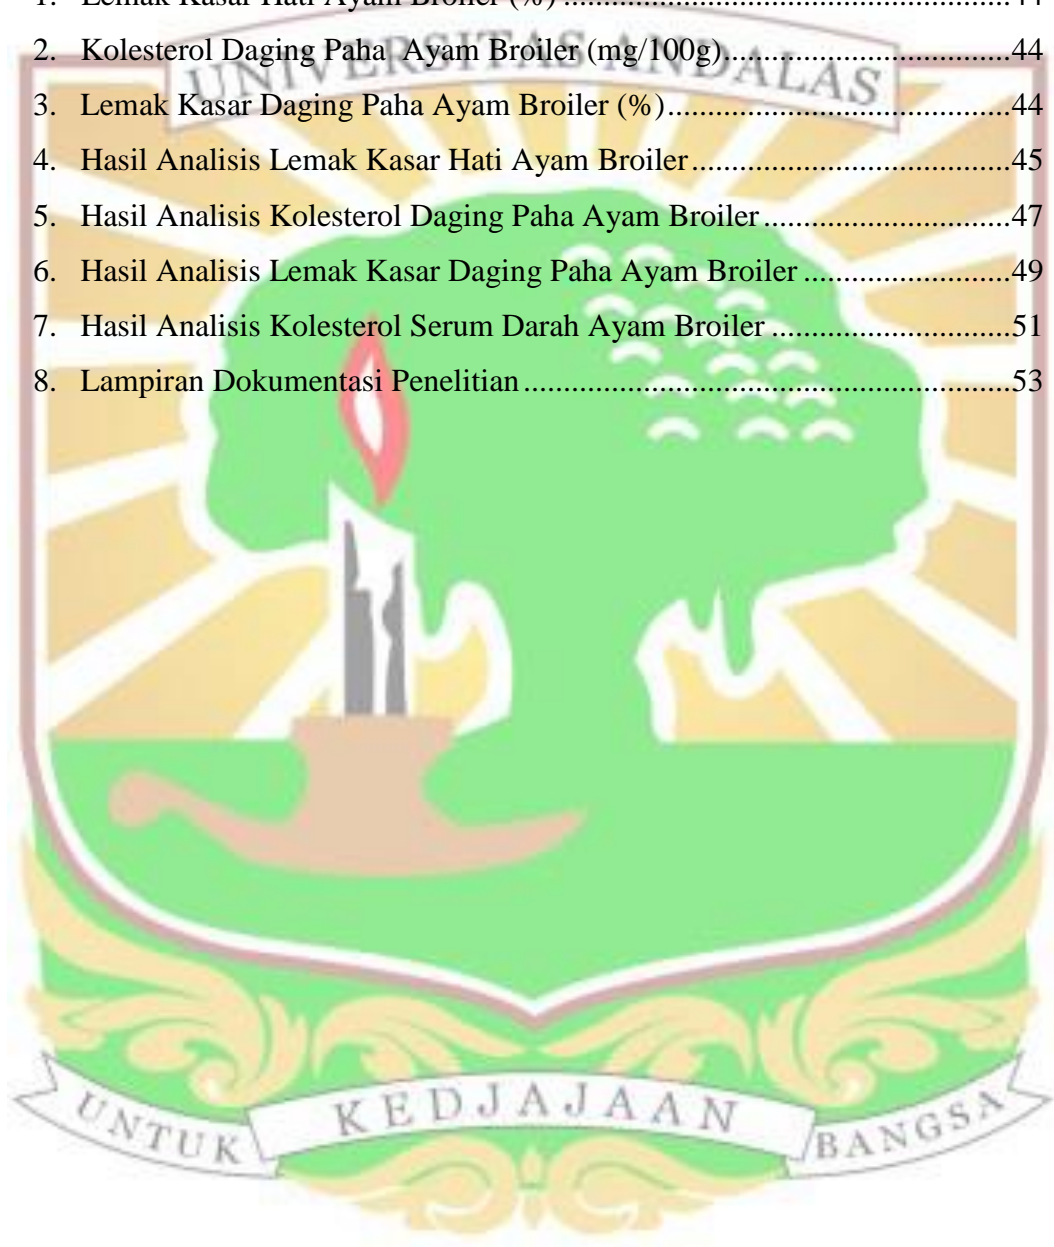 1. Lemak Kasar Hati Ayam Broiler (%) ..................................................44
2. Kolesterol Daging Paha  Ayam Broiler (mg/100g)....................................44
UNIVERSITAS ANDALAS
3. Lemak Kasar Daging Paha Ayam Broiler (%)...........................................44
4. Hasil Analisis Lemak Kasar Hati Ayam Broiler........................................45
5. Hasil Analisis Kolesterol Daging Paha Ayam Broiler...............................47
6. Hasil Analisis Lemak Kasar Daging Paha Ayam Broiler ..........................49
7. Hasil Analisis Kolesterol Serum Darah Ayam Broiler ..............................51
8. Lampiran Dokumentasi Penelitian.............................................................53
UNTUK KEDJAJAAN BANGSA